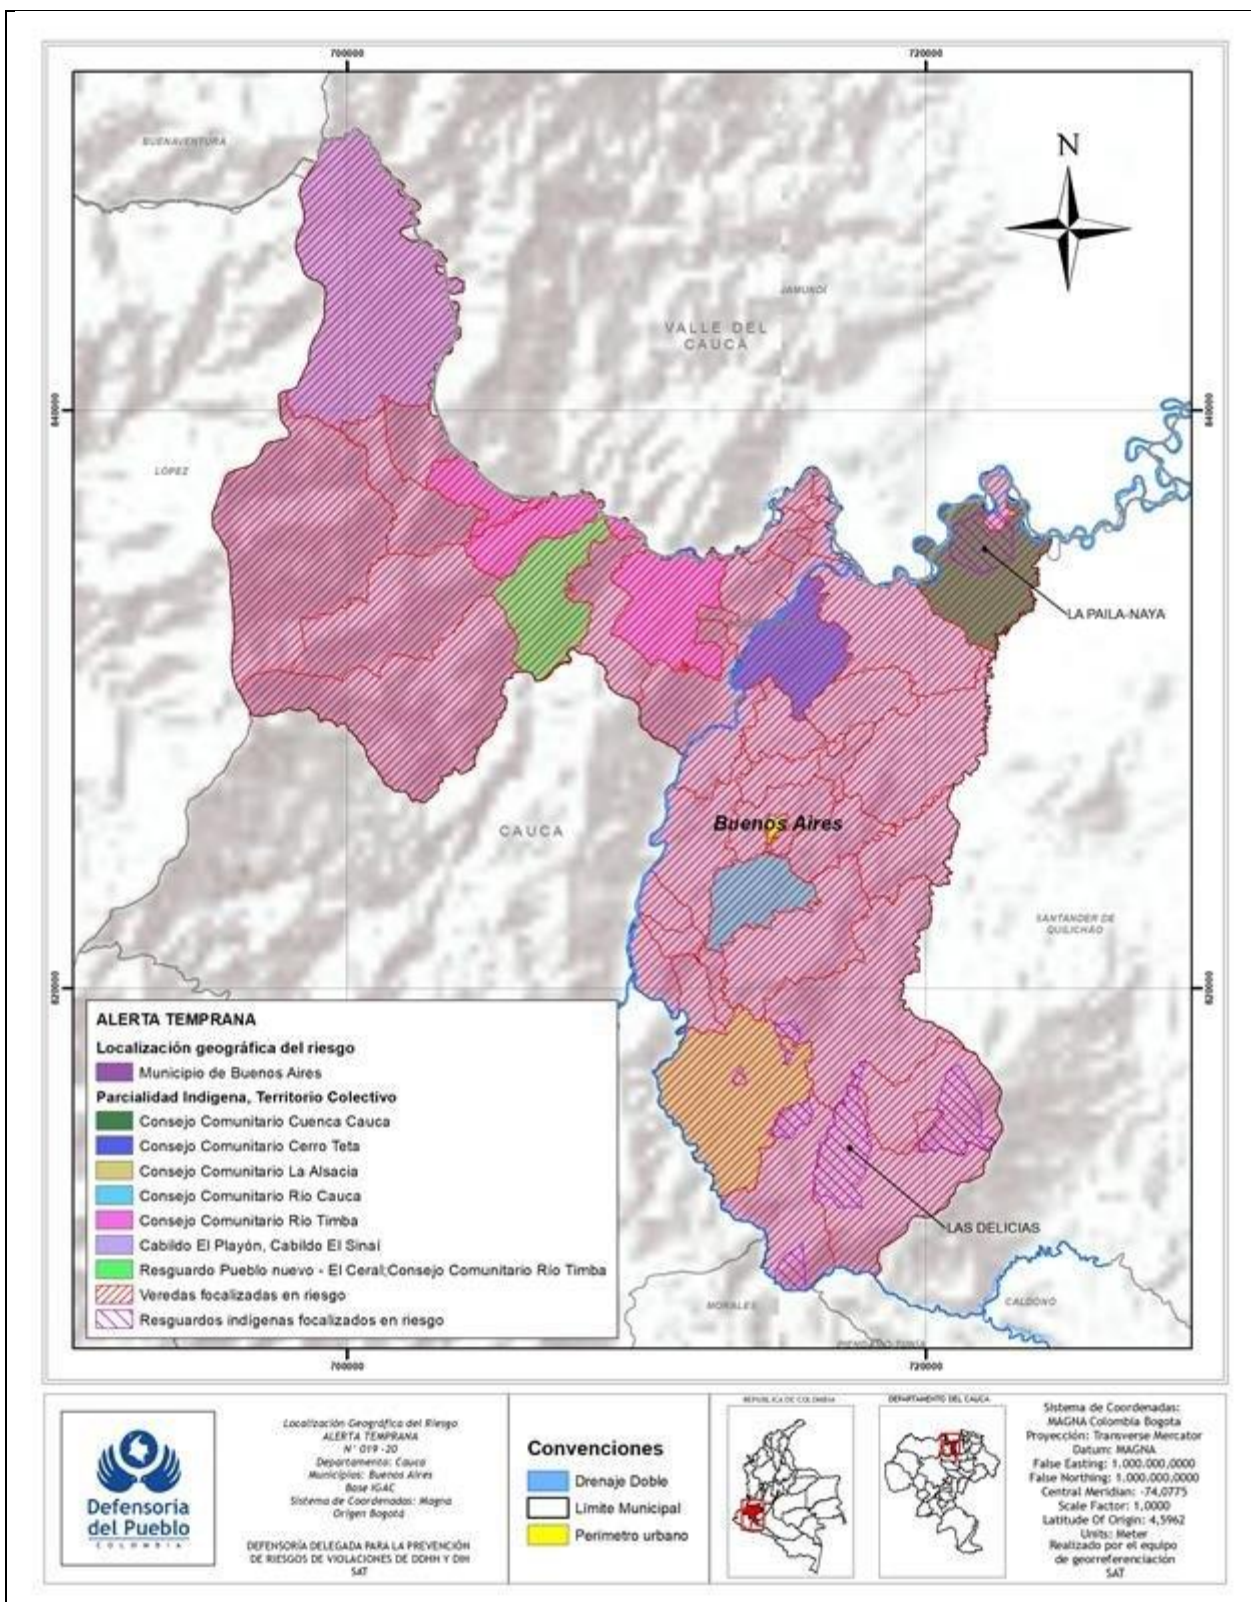 700000
720000
BUENAVENTURA
N
JAMUNDÍ
VALLE DEL
CAUCA
840000
840000
LOPEZ
LA PAILA-NAYA
CAUCA
Buenos Aires
SANTANDER DE
QUILICHAO
820000
820000
ALERTA TEMPRANA
Localización geográfica del riesgo
Municipio de Buenos Aires
Parcialidad Indigena, Territorio Colectivo
Consejo Comunitario Cuenca Cauca
Consejo Comunitario Cerro Teta
Consejo Comunitario La Alsacia
Consejo Comunitario Río Cauca
Consejo Comunitario Río Timba
Cabildo El Playón, Cabildo El Sinaí
Resguardo Pueblo nuevo - El Ceral;Consejo Comunitario Río Timba
Veredas focalizadas en riesgo
Resguardos indígenas focalizados en riesgo
LAS DELICIAS
MORALES
CALDONO
PIENDAMO-TUNÍA
700000
720000
Defensoría
del Pueblo
COLOMBIA
Localización Geográfica del Riesgo
ALERTA TEMPRANA
N° 019 -20
Departamento: Cauca
Municipios: Buenos Aires
Base IGAC
Sistema de Coordenadas: Magna
Origen Bogotá
DEFENSORÍA DELEGADA PARA LA PREVENCIÓN
DE RIESGOS DE VIOLACIONES DE DDHH Y DIH
SAT
Convenciones
Drenaje Doble
Límite Municipal
Perímetro urbano
REPUBLICA DE COLOMBIA
DEPARTAMENTO DEL CAUCA
Sistema de Coordenadas:
MAGNA Colombia Bogota
Proyección: Transverse Mercator
Datum: MAGNA
False Easting: 1.000.000,0000
False Northing: 1.000.000,0000
Central Meridian: -74,0775
Scale Factor: 1,0000
Latitude Of Origin: 4,5962
Units: Meter
Realizado por el equipo
de georreferenciación
SAT